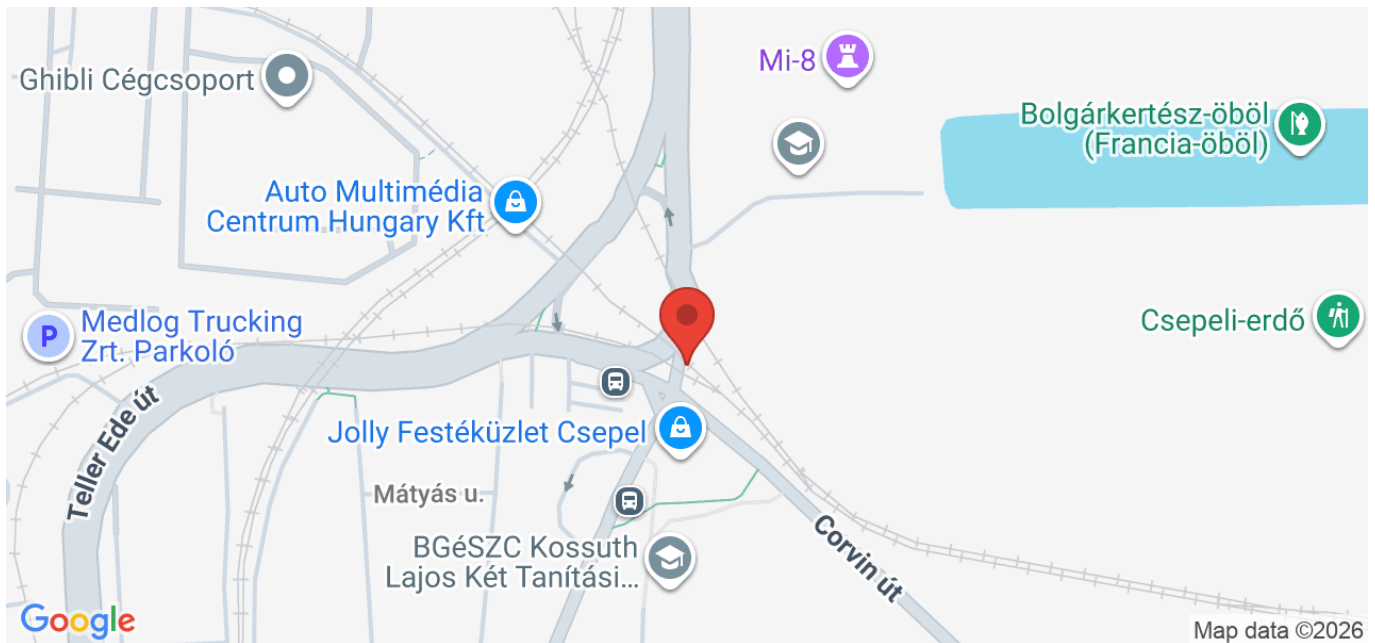 Ghibli Cégcsoport
Mi-8
Bolgárkertész-öböl
(Francia-öböl)
Auto Multimédia
Centrum Hungary Kft
Medlog Trucking
Zrt. Parkoló
P
Csepeli-erdő
Teller Ede út
Jolly Festéküzlet Csepel
Mátyás u.
BGéSZC Kossuth
Lajos Két Tanítási...
Corvin út
Google
Map data ©2026